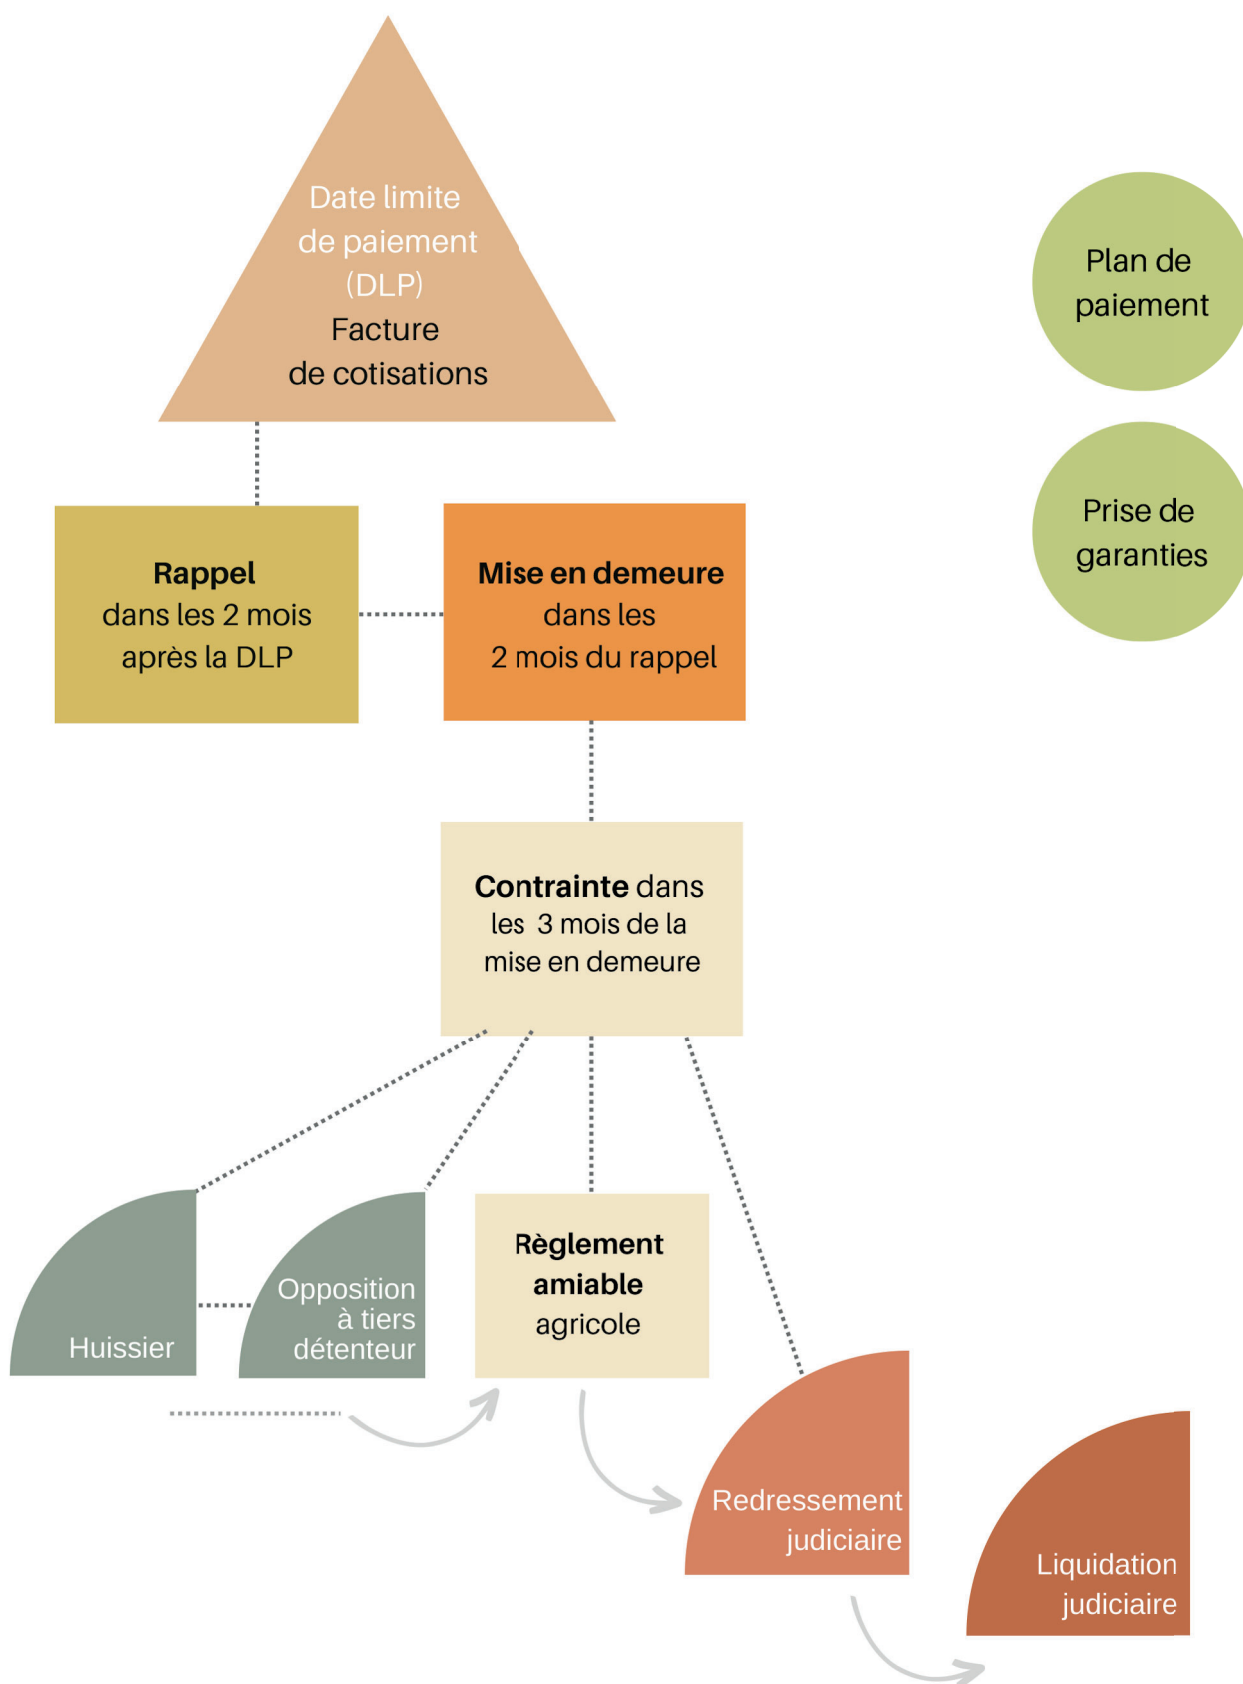 Date limite
de paiement
(DLP)
Facture
de cotisations
Plan de
paiement
Prise de
garanties
Rappel
dans les 2 mois
après la DLP
Mise en demeure
dans les
2 mois du rappel
Contrainte dans
les 3 mois de la
mise en demeure
Huissier
Opposition
à tiers
détenteur
Règlement
amiable
agricole
Redressement
judiciaire
Liquidation
judiciaire